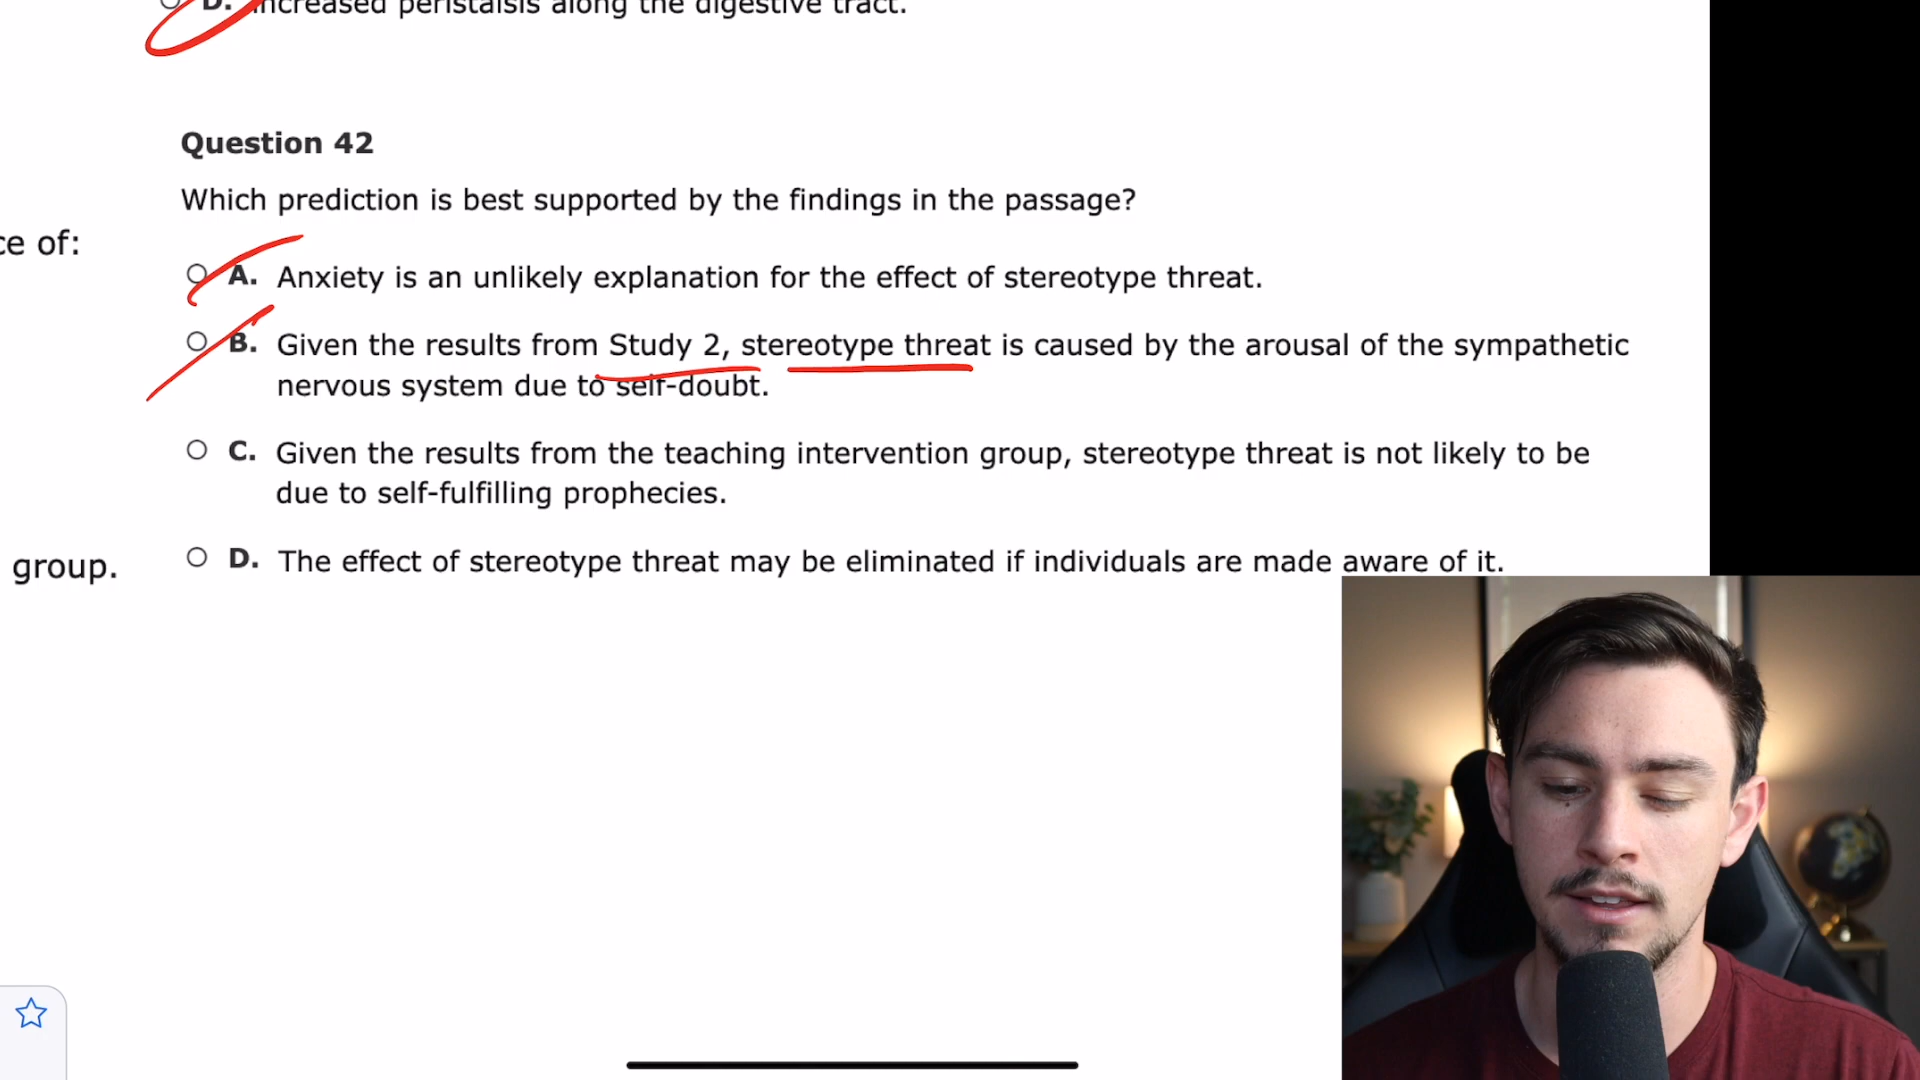 D. Increased peristalsis along the digestive tract.
Question 42
Which prediction is best supported by the findings in the passage?
ce of:
A. Anxiety is an unlikely explanation for the effect of stereotype threat.
B. Given the results from Study 2, stereotype threat is caused by the arousal of the sympathetic
nervous system due to self-doubt.
C. Given the results from the teaching intervention group, stereotype threat is not likely to be
due to self-fulfilling prophecies.
group.
D. The effect of stereotype threat may be eliminated if individuals are made aware of it.